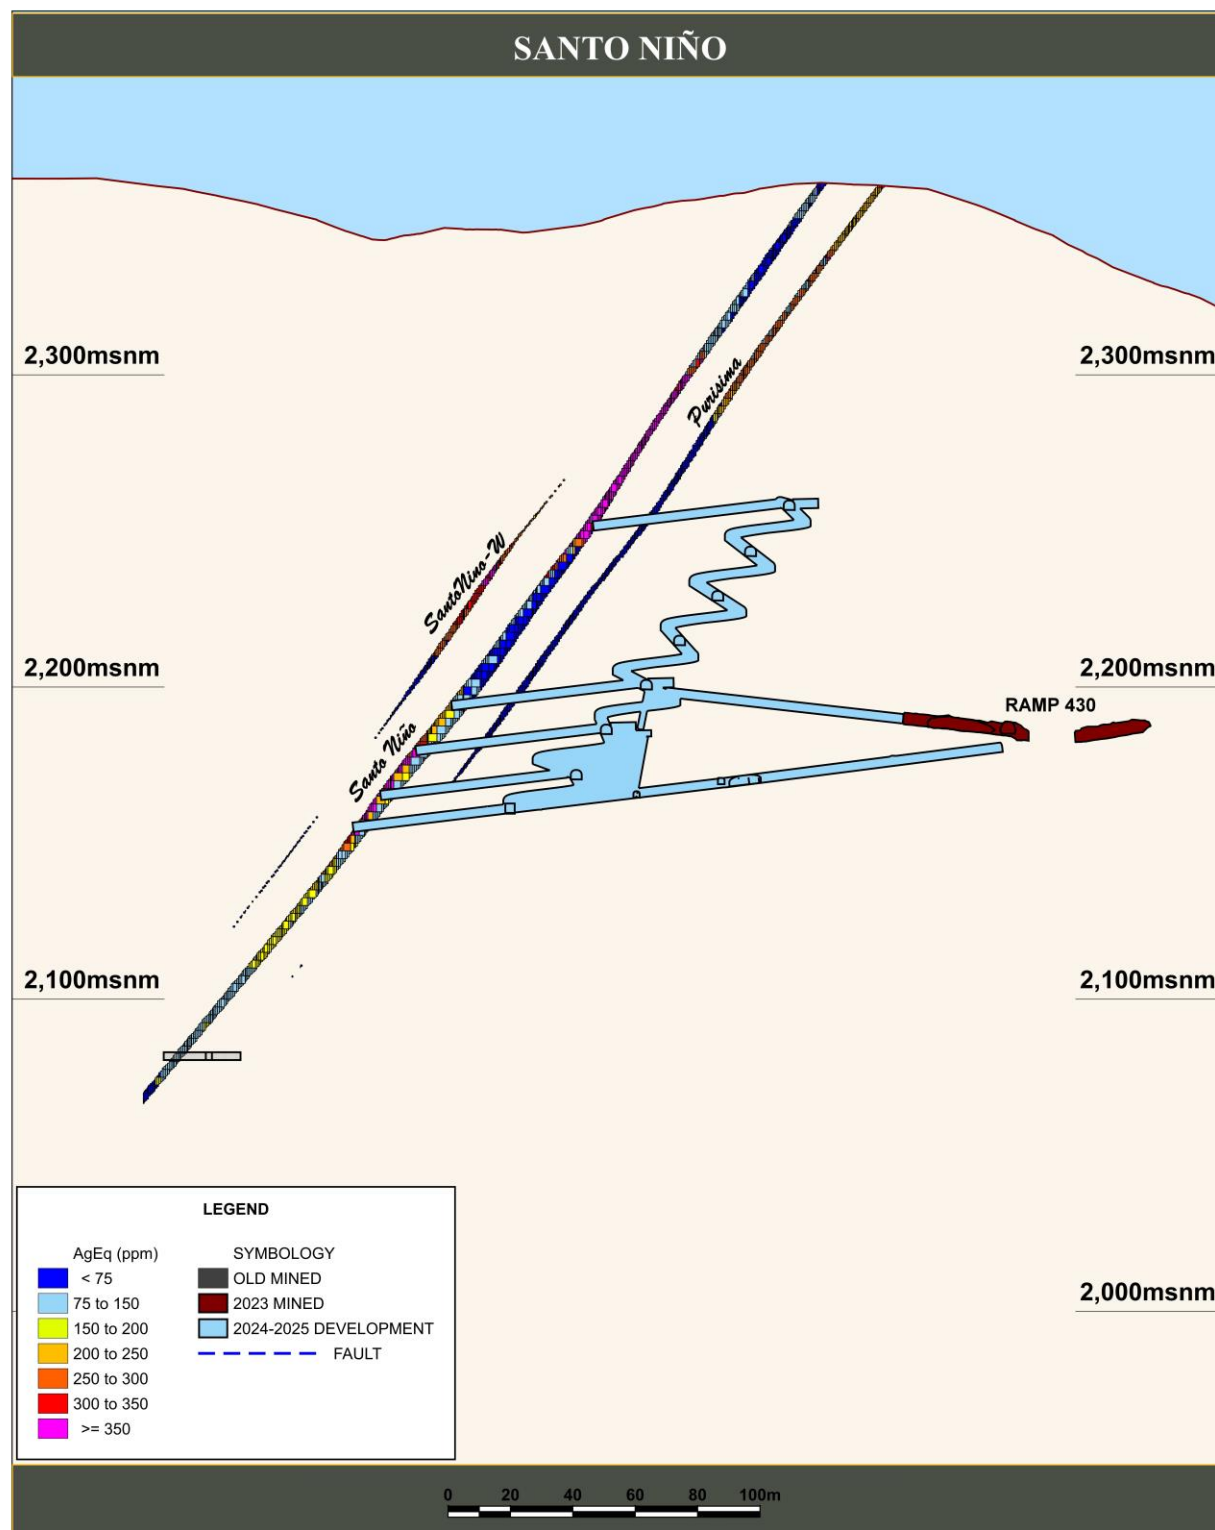 SANTO NIÑO
2,300msnm
2,300msnm
Purisima
SantoNino-W
2,200msnm
2,200msnm
RAMP 430
Santo Niño
2,100msnm
2,100msnm
2,000msnm
LEGEND
AgEq (ppm)
< 75
75 to 150
150 to 200
200 to 250
250 to 300
300 to 350
>= 350
SYMBOLOGY
OLD MINED
2023 MINED
2024-2025 DEVELOPMENT
FAULT
0 20 40 60 80 100m